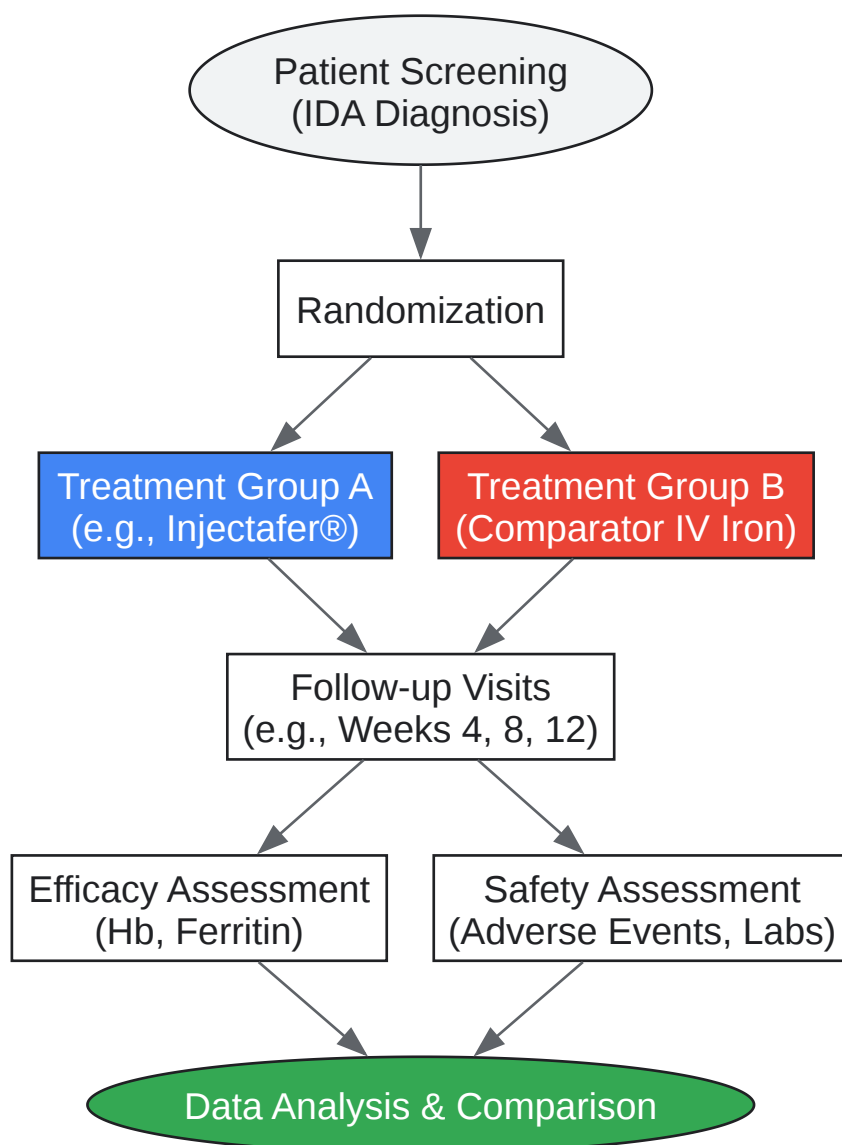 Patient Screening
(IDA Diagnosis)
Randomization
Treatment Group A
(e.g., Injectafer®)
Treatment Group B
(Comparator IV Iron)
Follow-up Visits
(e.g., Weeks 4, 8, 12)
Efficacy Assessment
(Hb, Ferritin)
Safety Assessment
(Adverse Events, Labs)
Data Analysis & Comparison